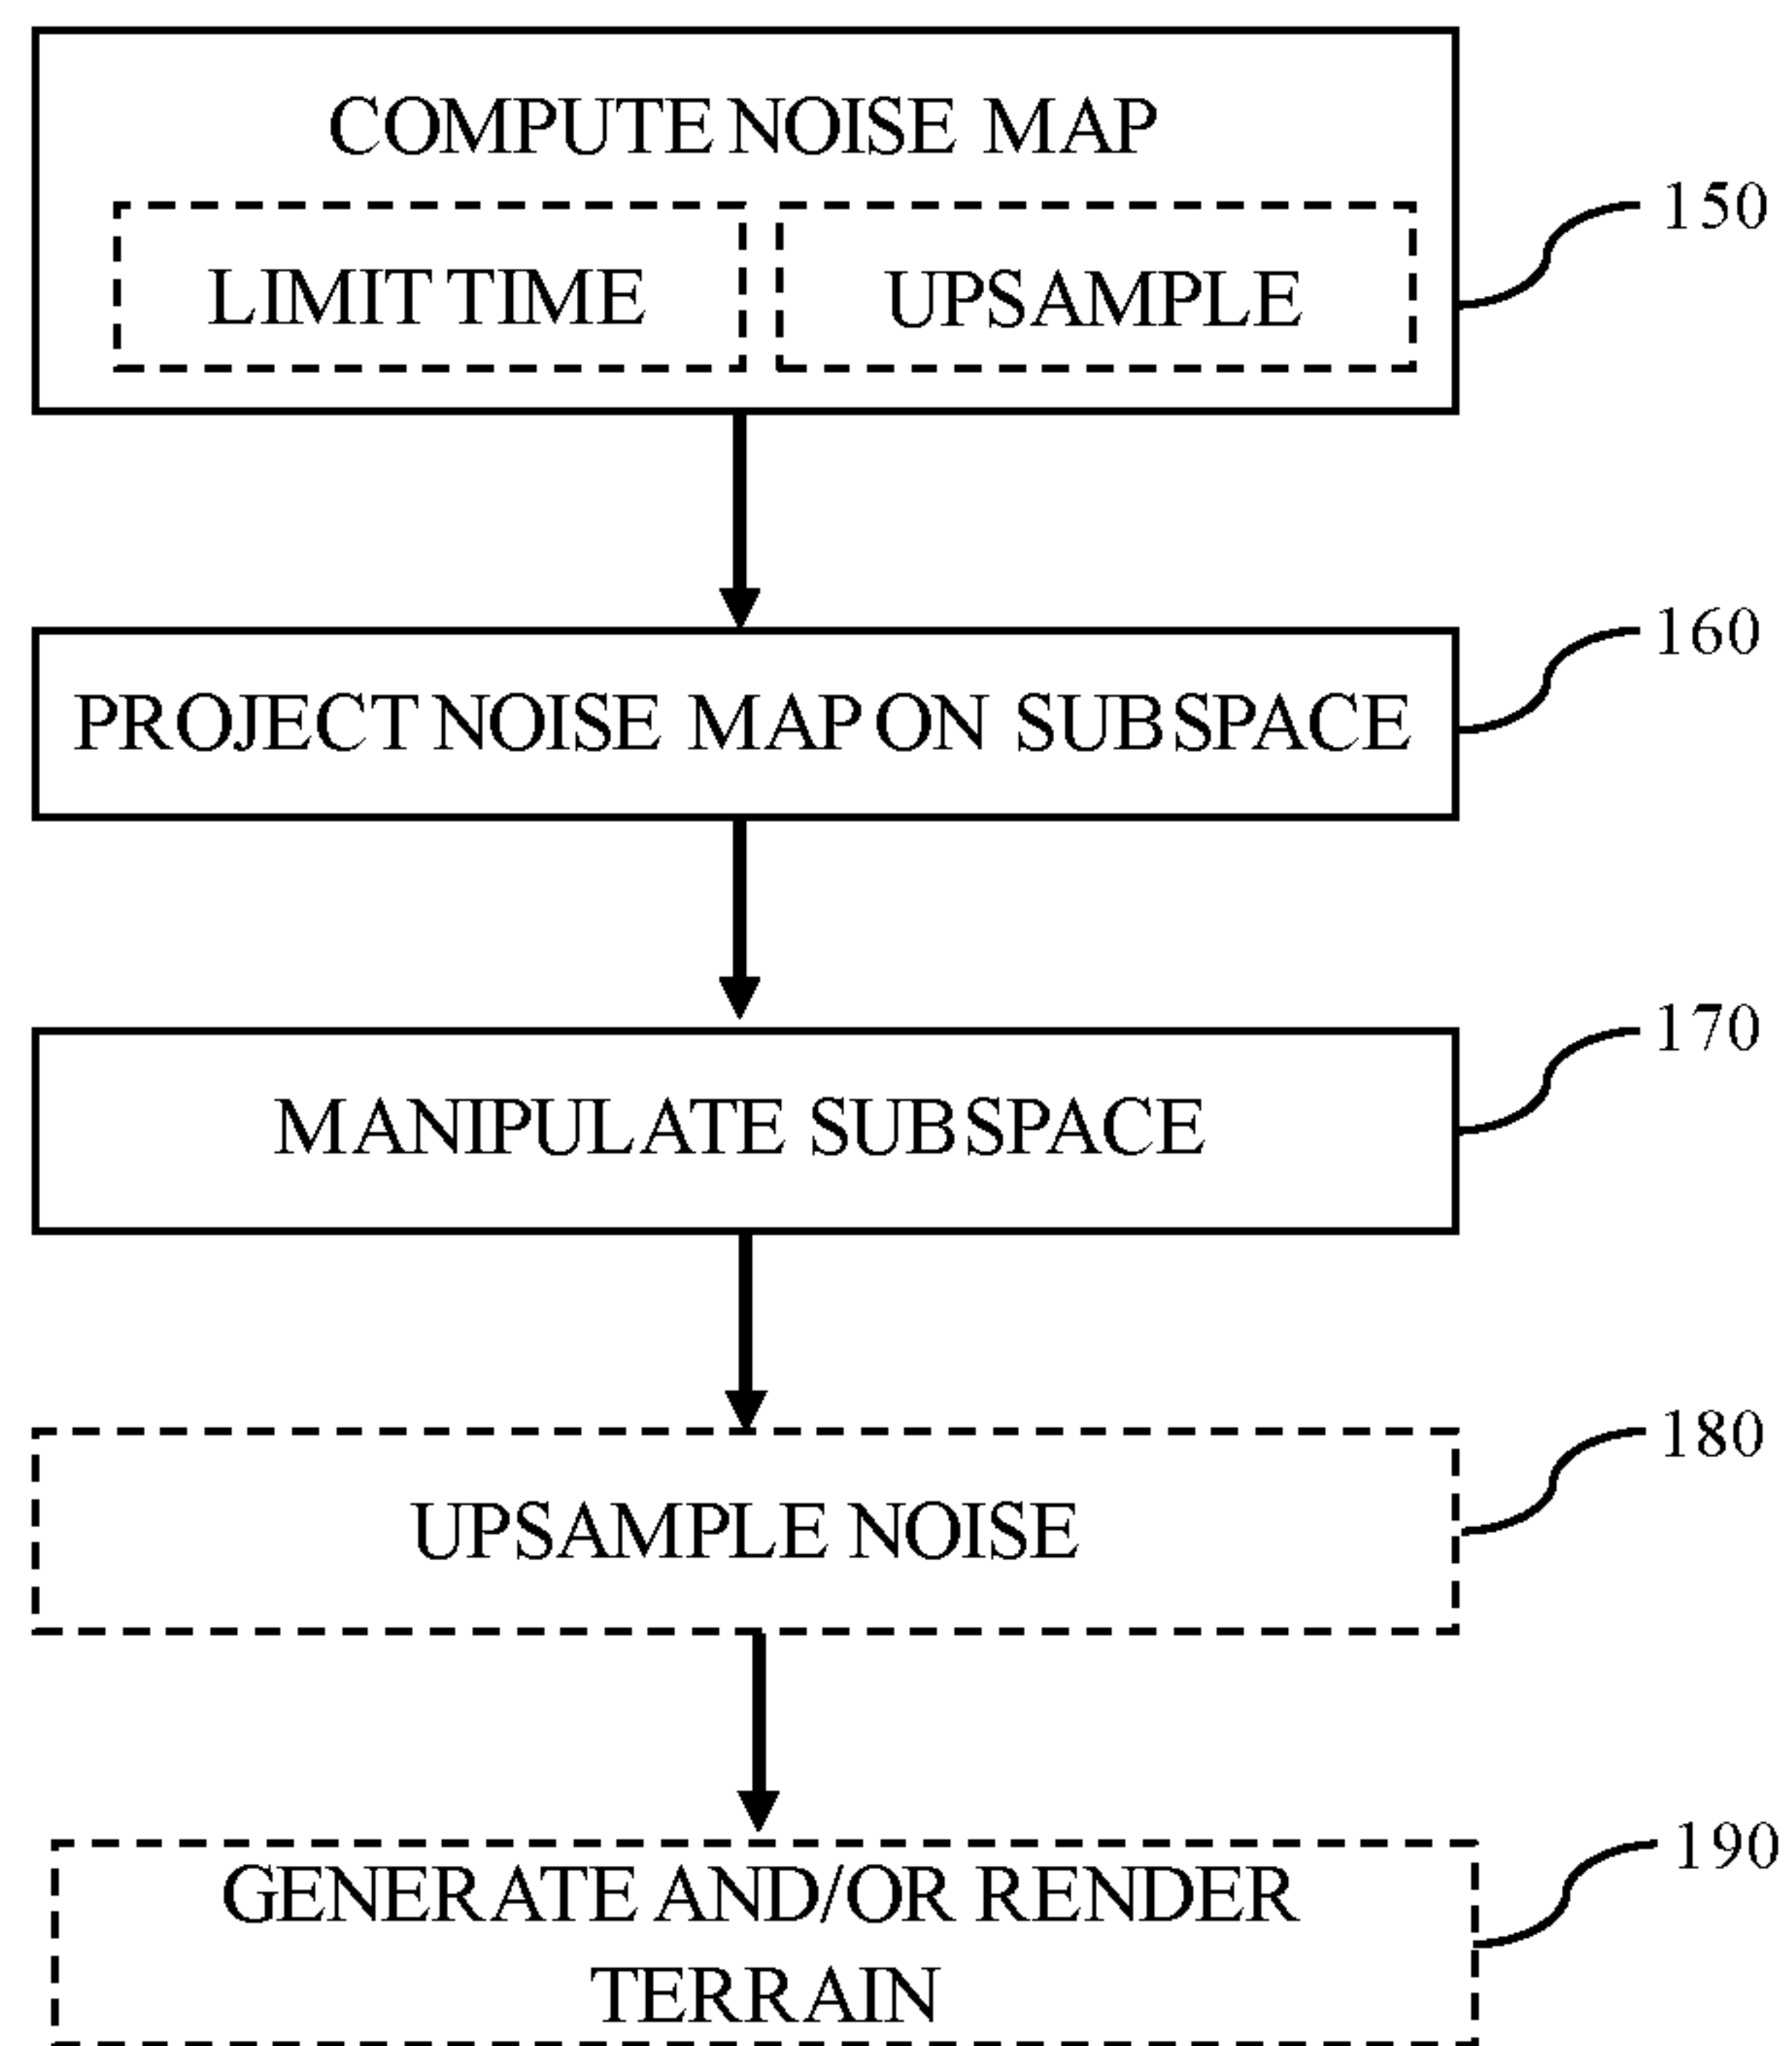 COMPUTE NOISE MAP
LIMIT TIME
UPSAMPLE
150
PROJECT NOISE MAP ON SUBSPACE
160
MANIPULATE SUBSPACE
170
UPSAMPLE NOISE
180
GENERATE AND/OR RENDER
TERRAIN
190